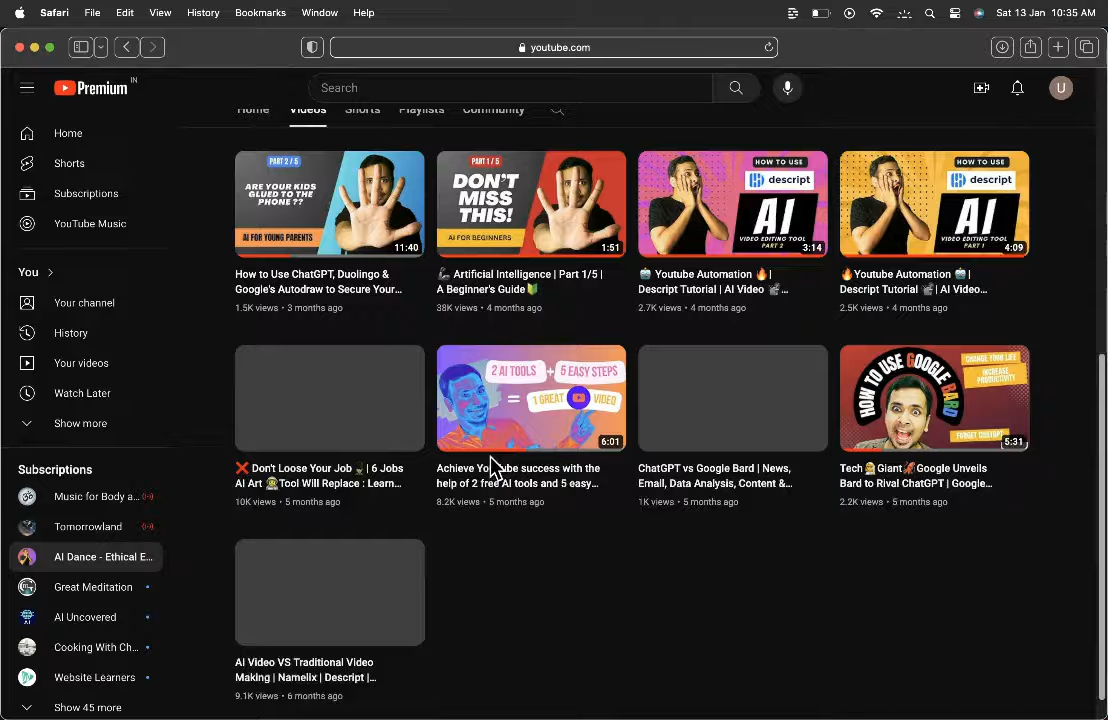 Safari File Edit View History Bookmarks Window Help Sat 13 Jan 10:35 AM
youtube.com
Premium IN
Search
U
Home Videos Shorts Playlists Community
Home
Shorts
Subscriptions
YouTube Music
You
Your channel
History
Your videos
Watch Later
Show more
Subscriptions
Music for Body a...
Tomorrowland
AI Dance - Ethical E...
Great Meditation
AI Uncovered
Cooking With Ch...
Website Learners
Show 45 more
PART 2 / 5
ARE YOUR KIDS
GLUED TO THE
PHONE ??
AI FOR YOUNG PARENTS
11:40
How to Use ChatGPT, Duolingo &
Google's Autodraw to Secure Your...
1.5K views • 3 months ago
PART 1 / 5
DON'T
MISS
THIS!
AI FOR BEGINNERS
1:51
🦾 Artificial Intelligence | Part 1/5 |
A Beginner's Guide🔰
38K views • 4 months ago
HOW TO USE
descript
AI
VIDEO EDITING TOOL
PART 2
3:14
🤖 Youtube Automation 🔥|
Descript Tutorial | AI Video 📽...
2.7K views • 4 months ago
HOW TO USE
descript
AI
VIDEO EDITING TOOL
PART 1
4:09
🔥Youtube Automation 🤖|
Descript Tutorial 📽| AI Video...
2.5K views • 4 months ago
❌ Don't Loose Your Job | 6 Jobs
AI Art Tool Will Replace : Learn...
10K views • 5 months ago
2 AI TOOLS + 5 EASY STEPS
= 1 GREAT VIDEO
6:01
Achieve YouTube success with the
help of 2 free AI tools and 5 easy...
8.2K views • 5 months ago
ChatGPT vs Google Bard | News,
Email, Data Analysis, Content &...
1K views • 5 months ago
HOW TO USE GOOGLE BARD
CHANGE YOUR LIFE
INCREASE
PRODUCTIVITY
FORGET CHATGPT
5:31
Tech Giant Google Unveils
Bard to Rival ChatGPT | Google...
2.2K views • 5 months ago
AI Video VS Traditional Video
Making | Namelix | Descript |...
9.1K views • 6 months ago